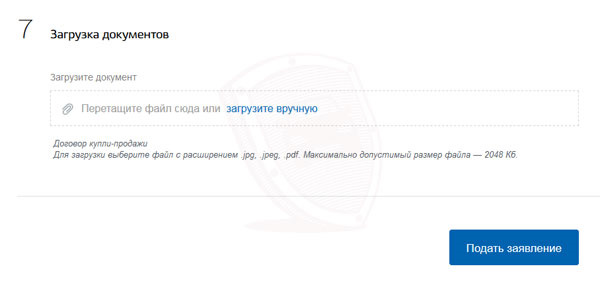 7 Загрузка документов
Загрузите документ
Перетащите файл сюда или загрузите вручную
Договор купли-продажи
Для загрузки выберите файл с расширением .jpg, .jpeg, .pdf. Максимально допустимый размер файла — 2048 Кб.
Подать заявление